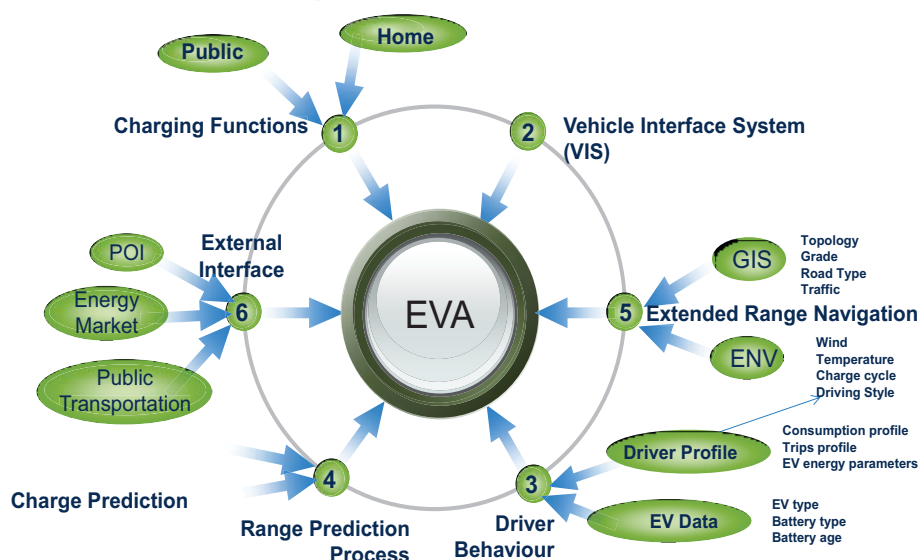 Home
Public
Charging Functions
1
2
Vehicle Interface System
(VIS)
External
Interface
POI
Energy
Market
Public
Transportation
6
EVA
5
Extended Range Navigation
GIS
Topology
Grade
Road Type
Traffic
ENV
Wind
Temperature
Charge cycle
Driving Style
Driver Profile
Consumption profile
Trips profile
EV energy parameters
EV Data
EV type
Battery type
Battery age
3
Driver
Behaviour
4
Charge Prediction
Range Prediction
Process